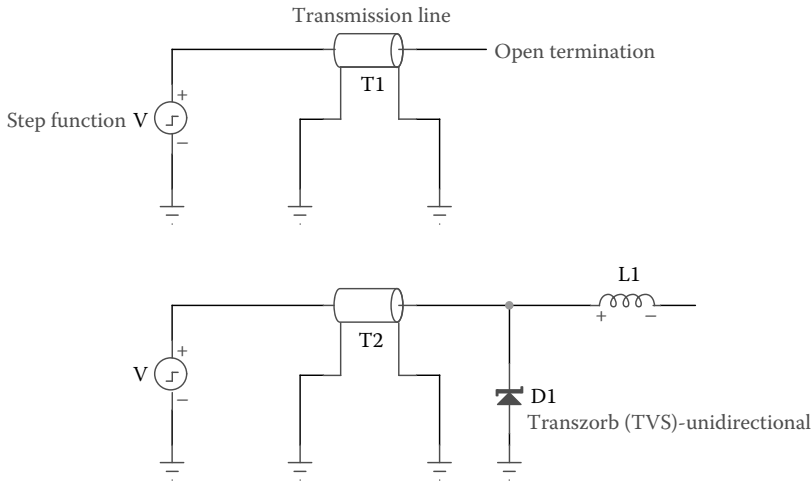 Transmission line
Open termination
T1
Step function V
+
−
L1
+ −
T2
+
V
−
D1
Transzorb (TVS)-unidirectional